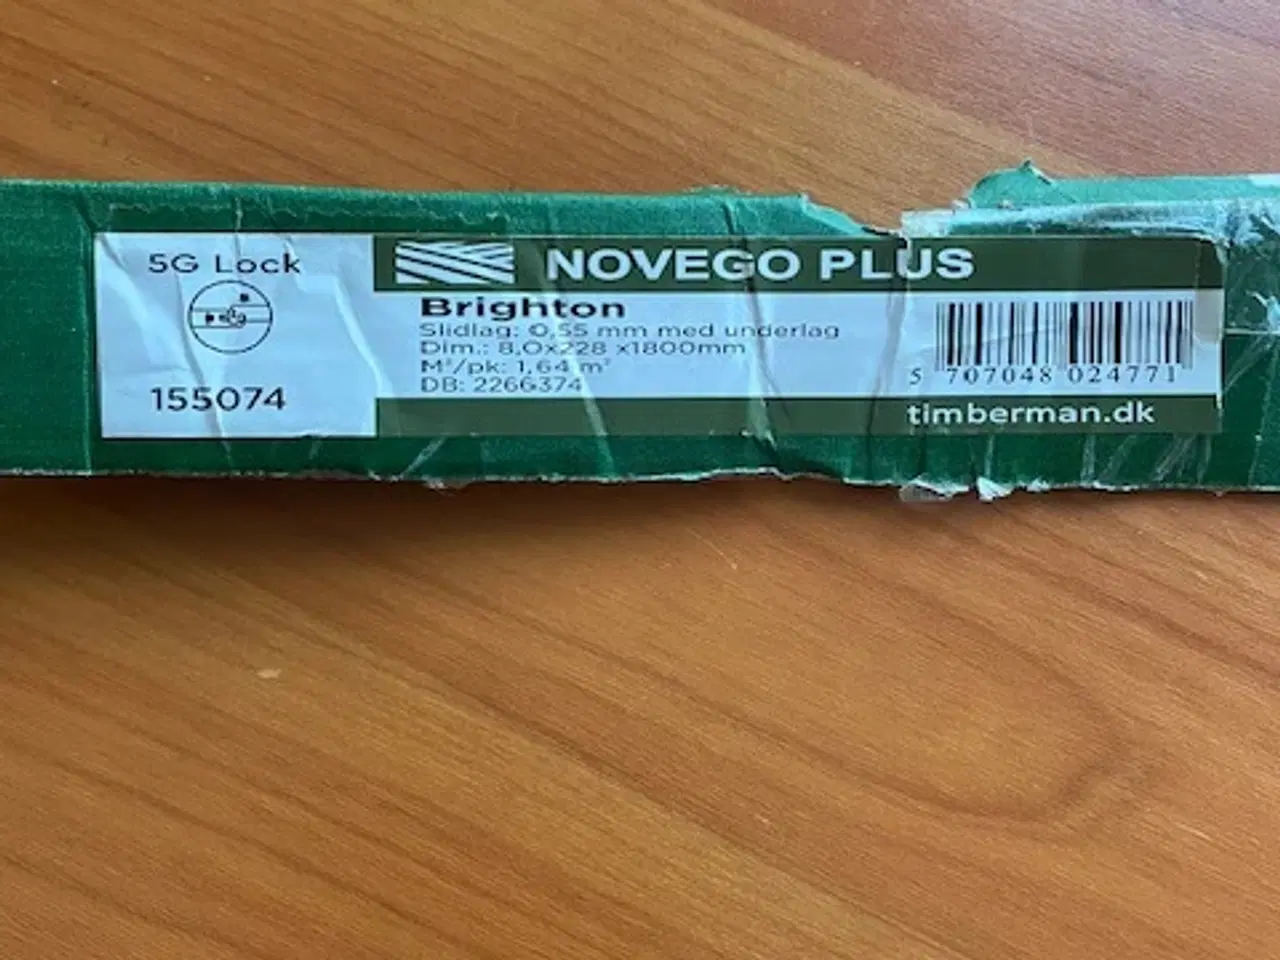 5G Lock
155074
NOVEGO PLUS
Brighton
Slidlag: 0,55 mm med underlag
Dim.: 8,0x228 x1800mm
M²/pk: 1,64 m²
DB: 2266374
5 707048 024771
timberman.dk